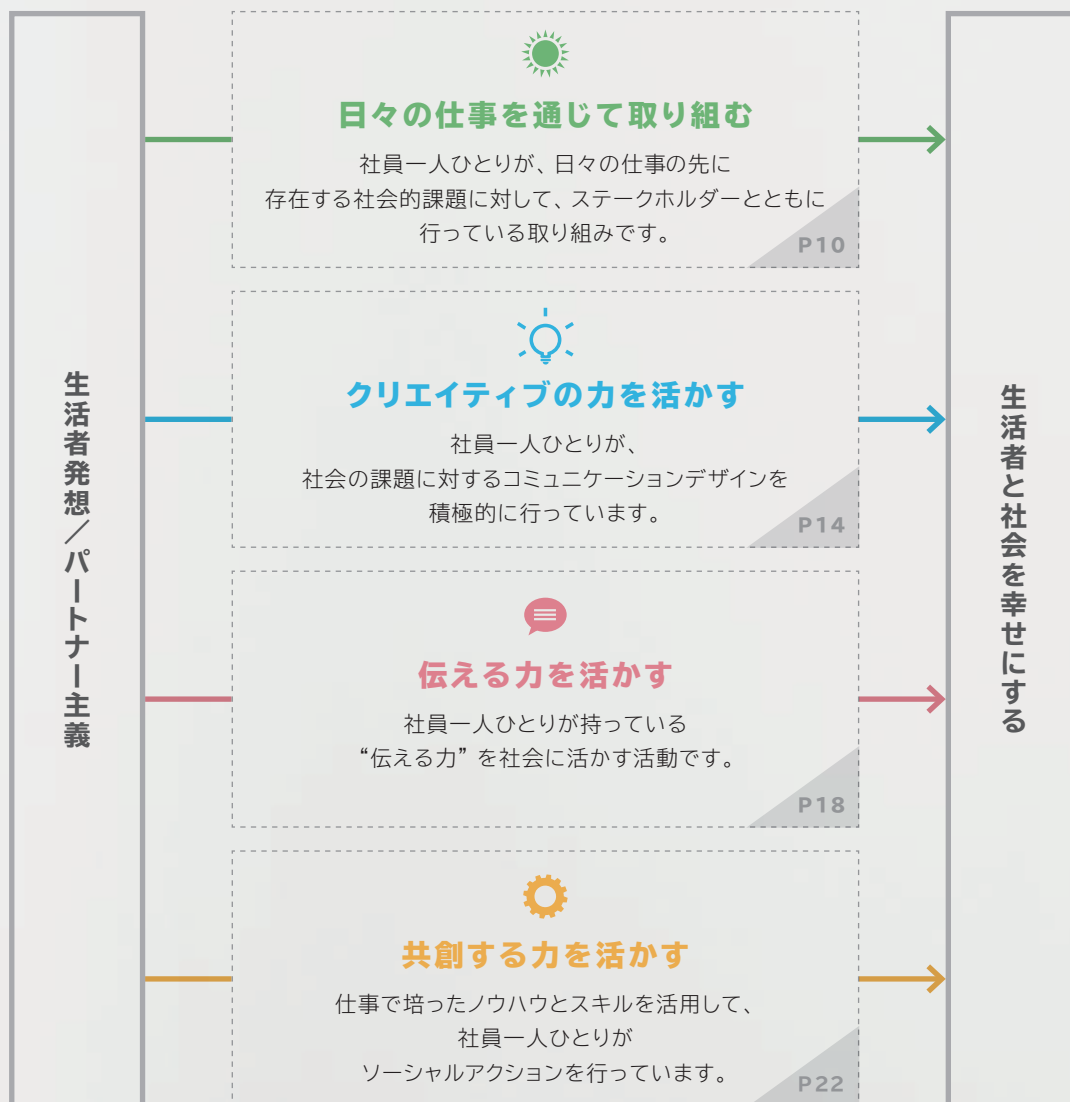 生活者発想／パートナー主義
日々の仕事を通じて取り組む
社員一人ひとりが、日々の仕事の先に
存在する社会的課題に対して、ステークホルダーとともに
行っている取り組みです。
P10
クリエイティブの力を活かす
社員一人ひとりが、
社会の課題に対するコミュニケーションデザインを
積極的に行っています。
P14
伝える力を活かす
社員一人ひとりが持っている
“伝える力”を社会に活かす活動です。
P18
共創する力を活かす
仕事で培ったノウハウとスキルを活用して、
社員一人ひとりが
ソーシャルアクションを行っています。
P22
生活者と社会を幸せにする